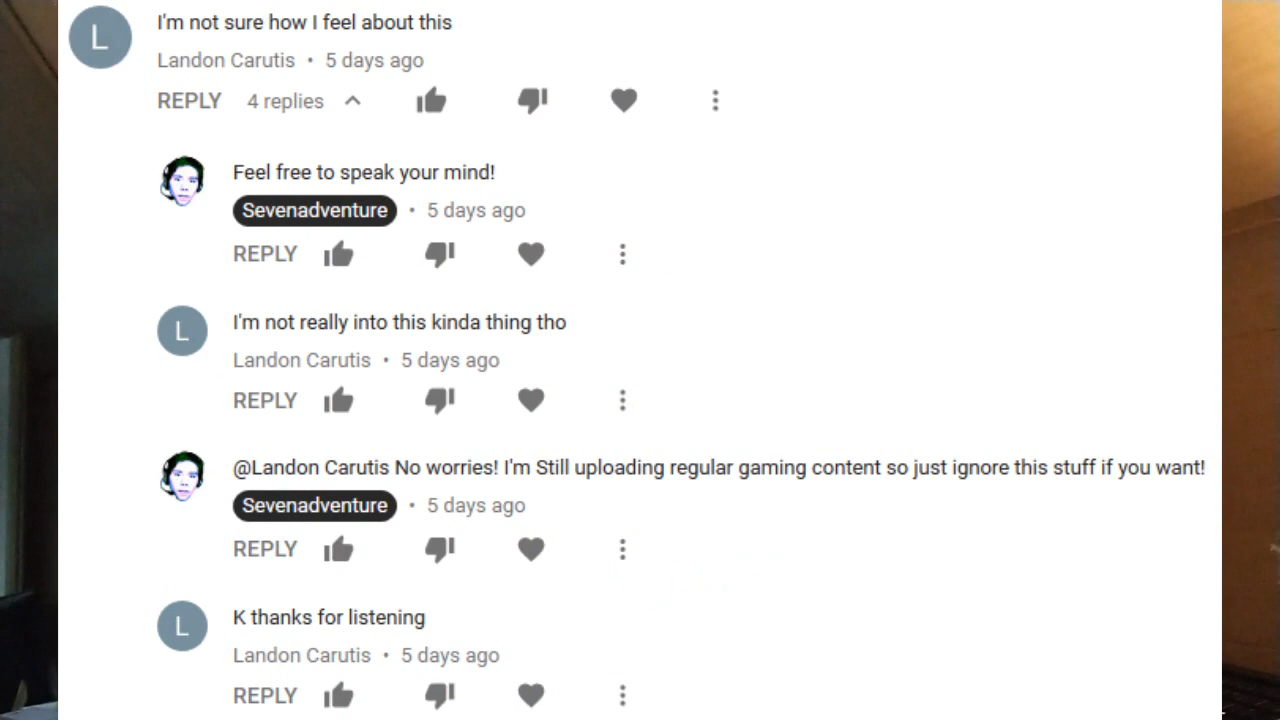 L
I'm not sure how I feel about this
Landon Carutis • 5 days ago
REPLY 4 replies
Feel free to speak your mind!
Sevenadventure • 5 days ago
REPLY
L
I'm not really into this kinda thing tho
Landon Carutis • 5 days ago
REPLY
@Landon Carutis No worries! I'm Still uploading regular gaming content so just ignore this stuff if you want!
Sevenadventure • 5 days ago
REPLY
L
K thanks for listening
Landon Carutis • 5 days ago
REPLY